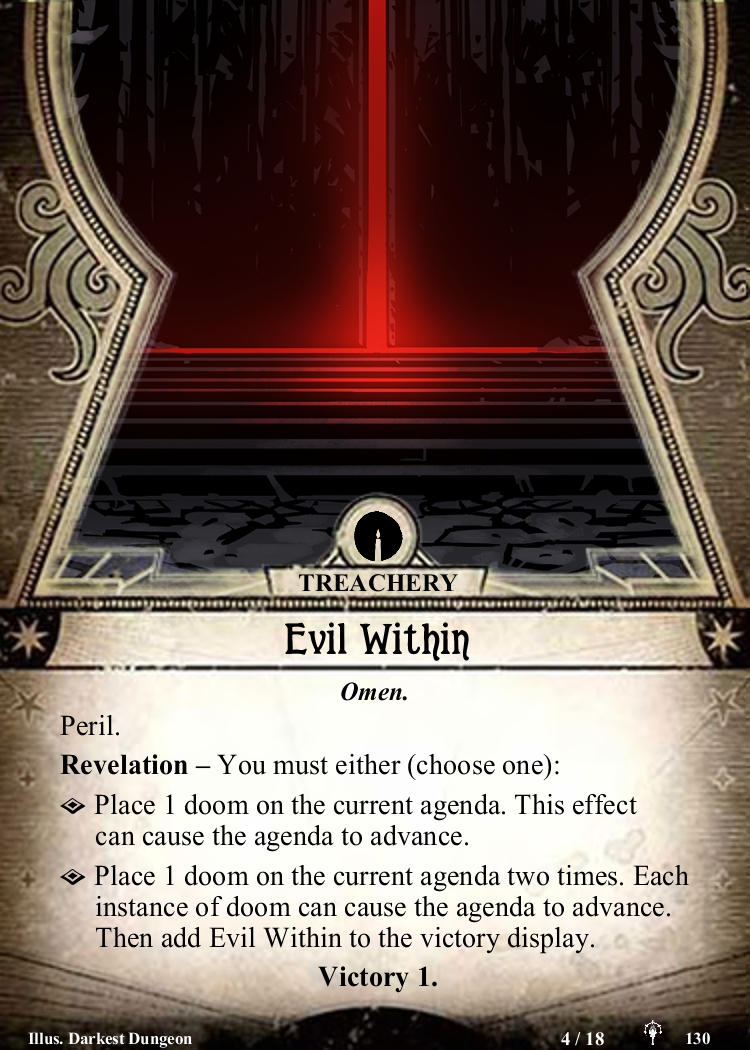 TREACHERY
Evil Within
Omen.
Peril.
Revelation – You must either (choose one):
Place 1 doom on the current agenda. This effect
can cause the agenda to advance.
Place 1 doom on the current agenda two times. Each
instance of doom can cause the agenda to advance.
Then add Evil Within to the victory display.
Victory 1.
Illus. Darkest Dungeon 4 / 18 130